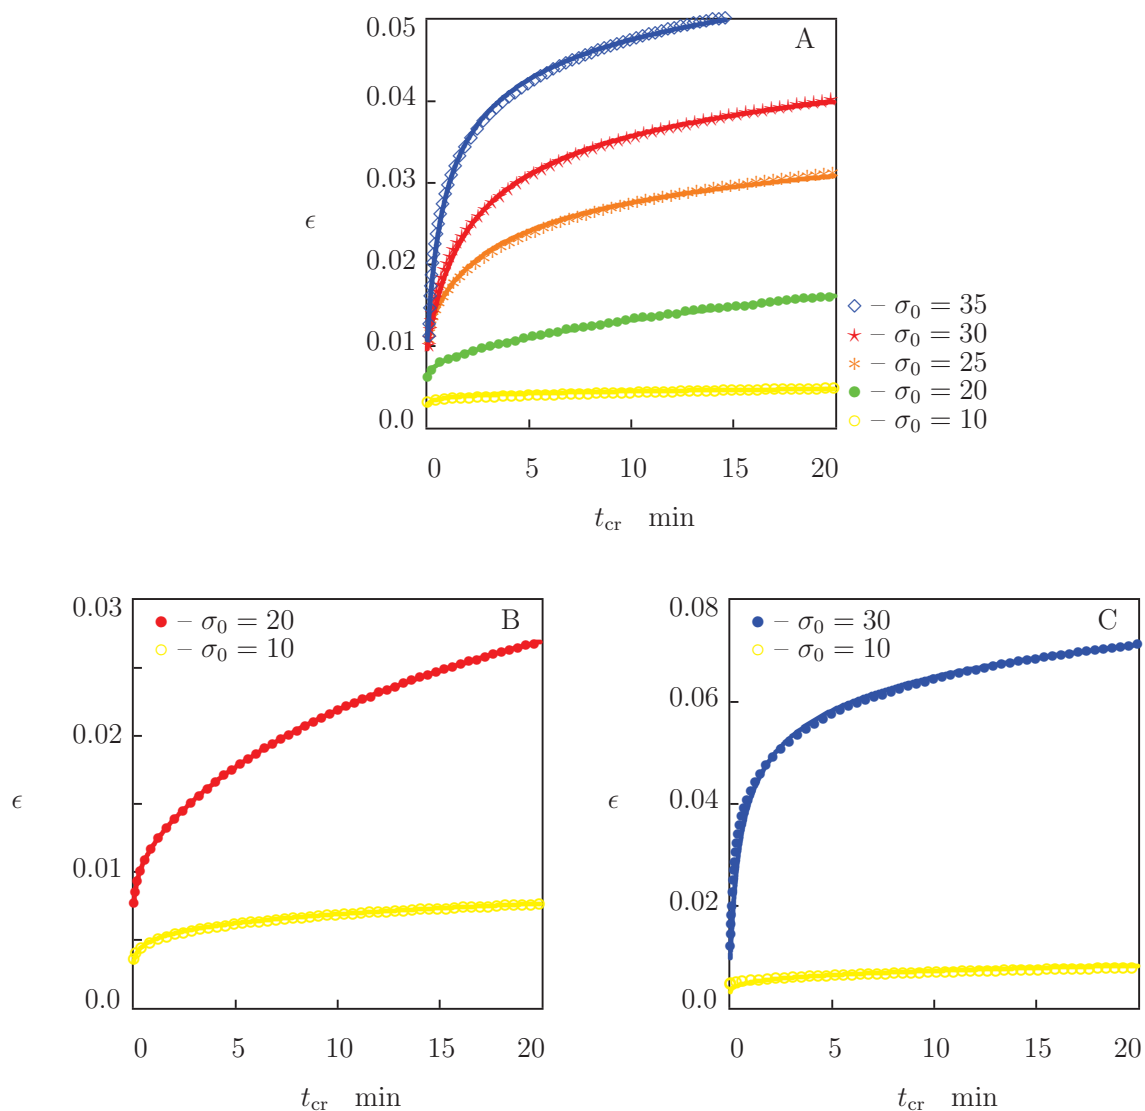 A
0.05
0.04
0.03
ϵ
0.02
0.01
0.0
◇ – σ₀ = 35
★ – σ₀ = 30
∗ – σ₀ = 25
● – σ₀ = 20
○ – σ₀ = 10
0 5 10 15 20
t_cr min
B
0.03
● – σ₀ = 20
○ – σ₀ = 10
0.02
ϵ
0.01
0.0
0 5 10 15 20
t_cr min
C
0.08
● – σ₀ = 30
○ – σ₀ = 10
0.06
0.04
ϵ
0.02
0.0
0 5 10 15 20
t_cr min